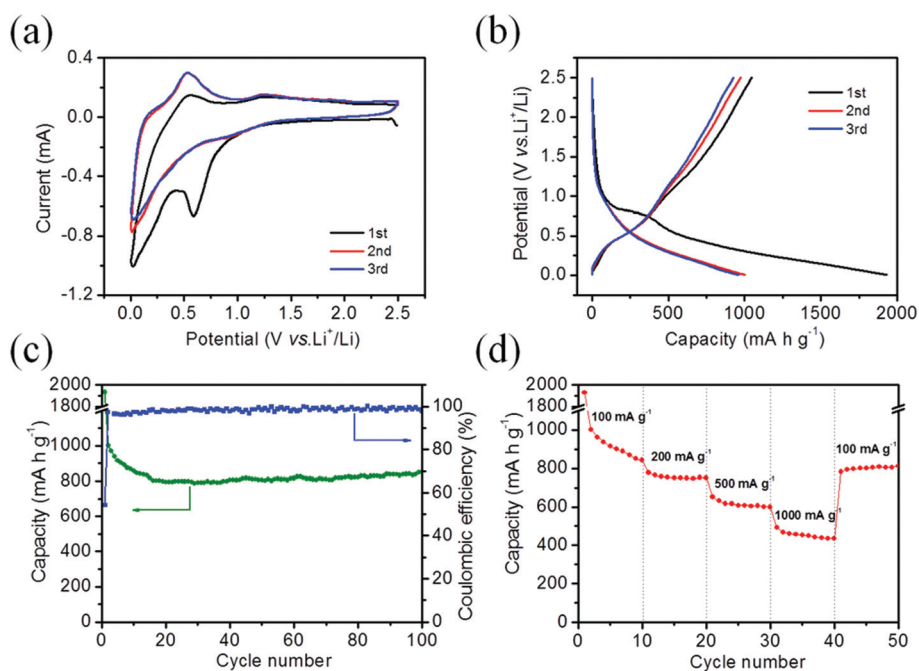 (a)
0.4
0.0
-0.4
-0.8
-1.2
Current (mA)
1st
2nd
3rd
0.0 0.5 1.0 1.5 2.0 2.5
Potential (V vs.Li⁺/Li)
(b)
2.5
2.0
1.5
1.0
0.5
0.0
Potential (V vs.Li⁺/Li)
1st
2nd
3rd
0 500 1000 1500 2000
Capacity (mA h g⁻¹)
(c)
2000
1800
1000
800
600
400
200
0
Capacity (mA h g⁻¹)
100
80
60
40
20
0
Coulombic efficiency (%)
0 20 40 60 80 100
Cycle number
(d)
2000
1800
1000
800
600
400
200
0
Capacity (mA h g⁻¹)
100 mA g⁻¹
200 mA g⁻¹
500 mA g⁻¹
1000 mA g⁻¹
100 mA g⁻¹
0 10 20 30 40 50
Cycle number